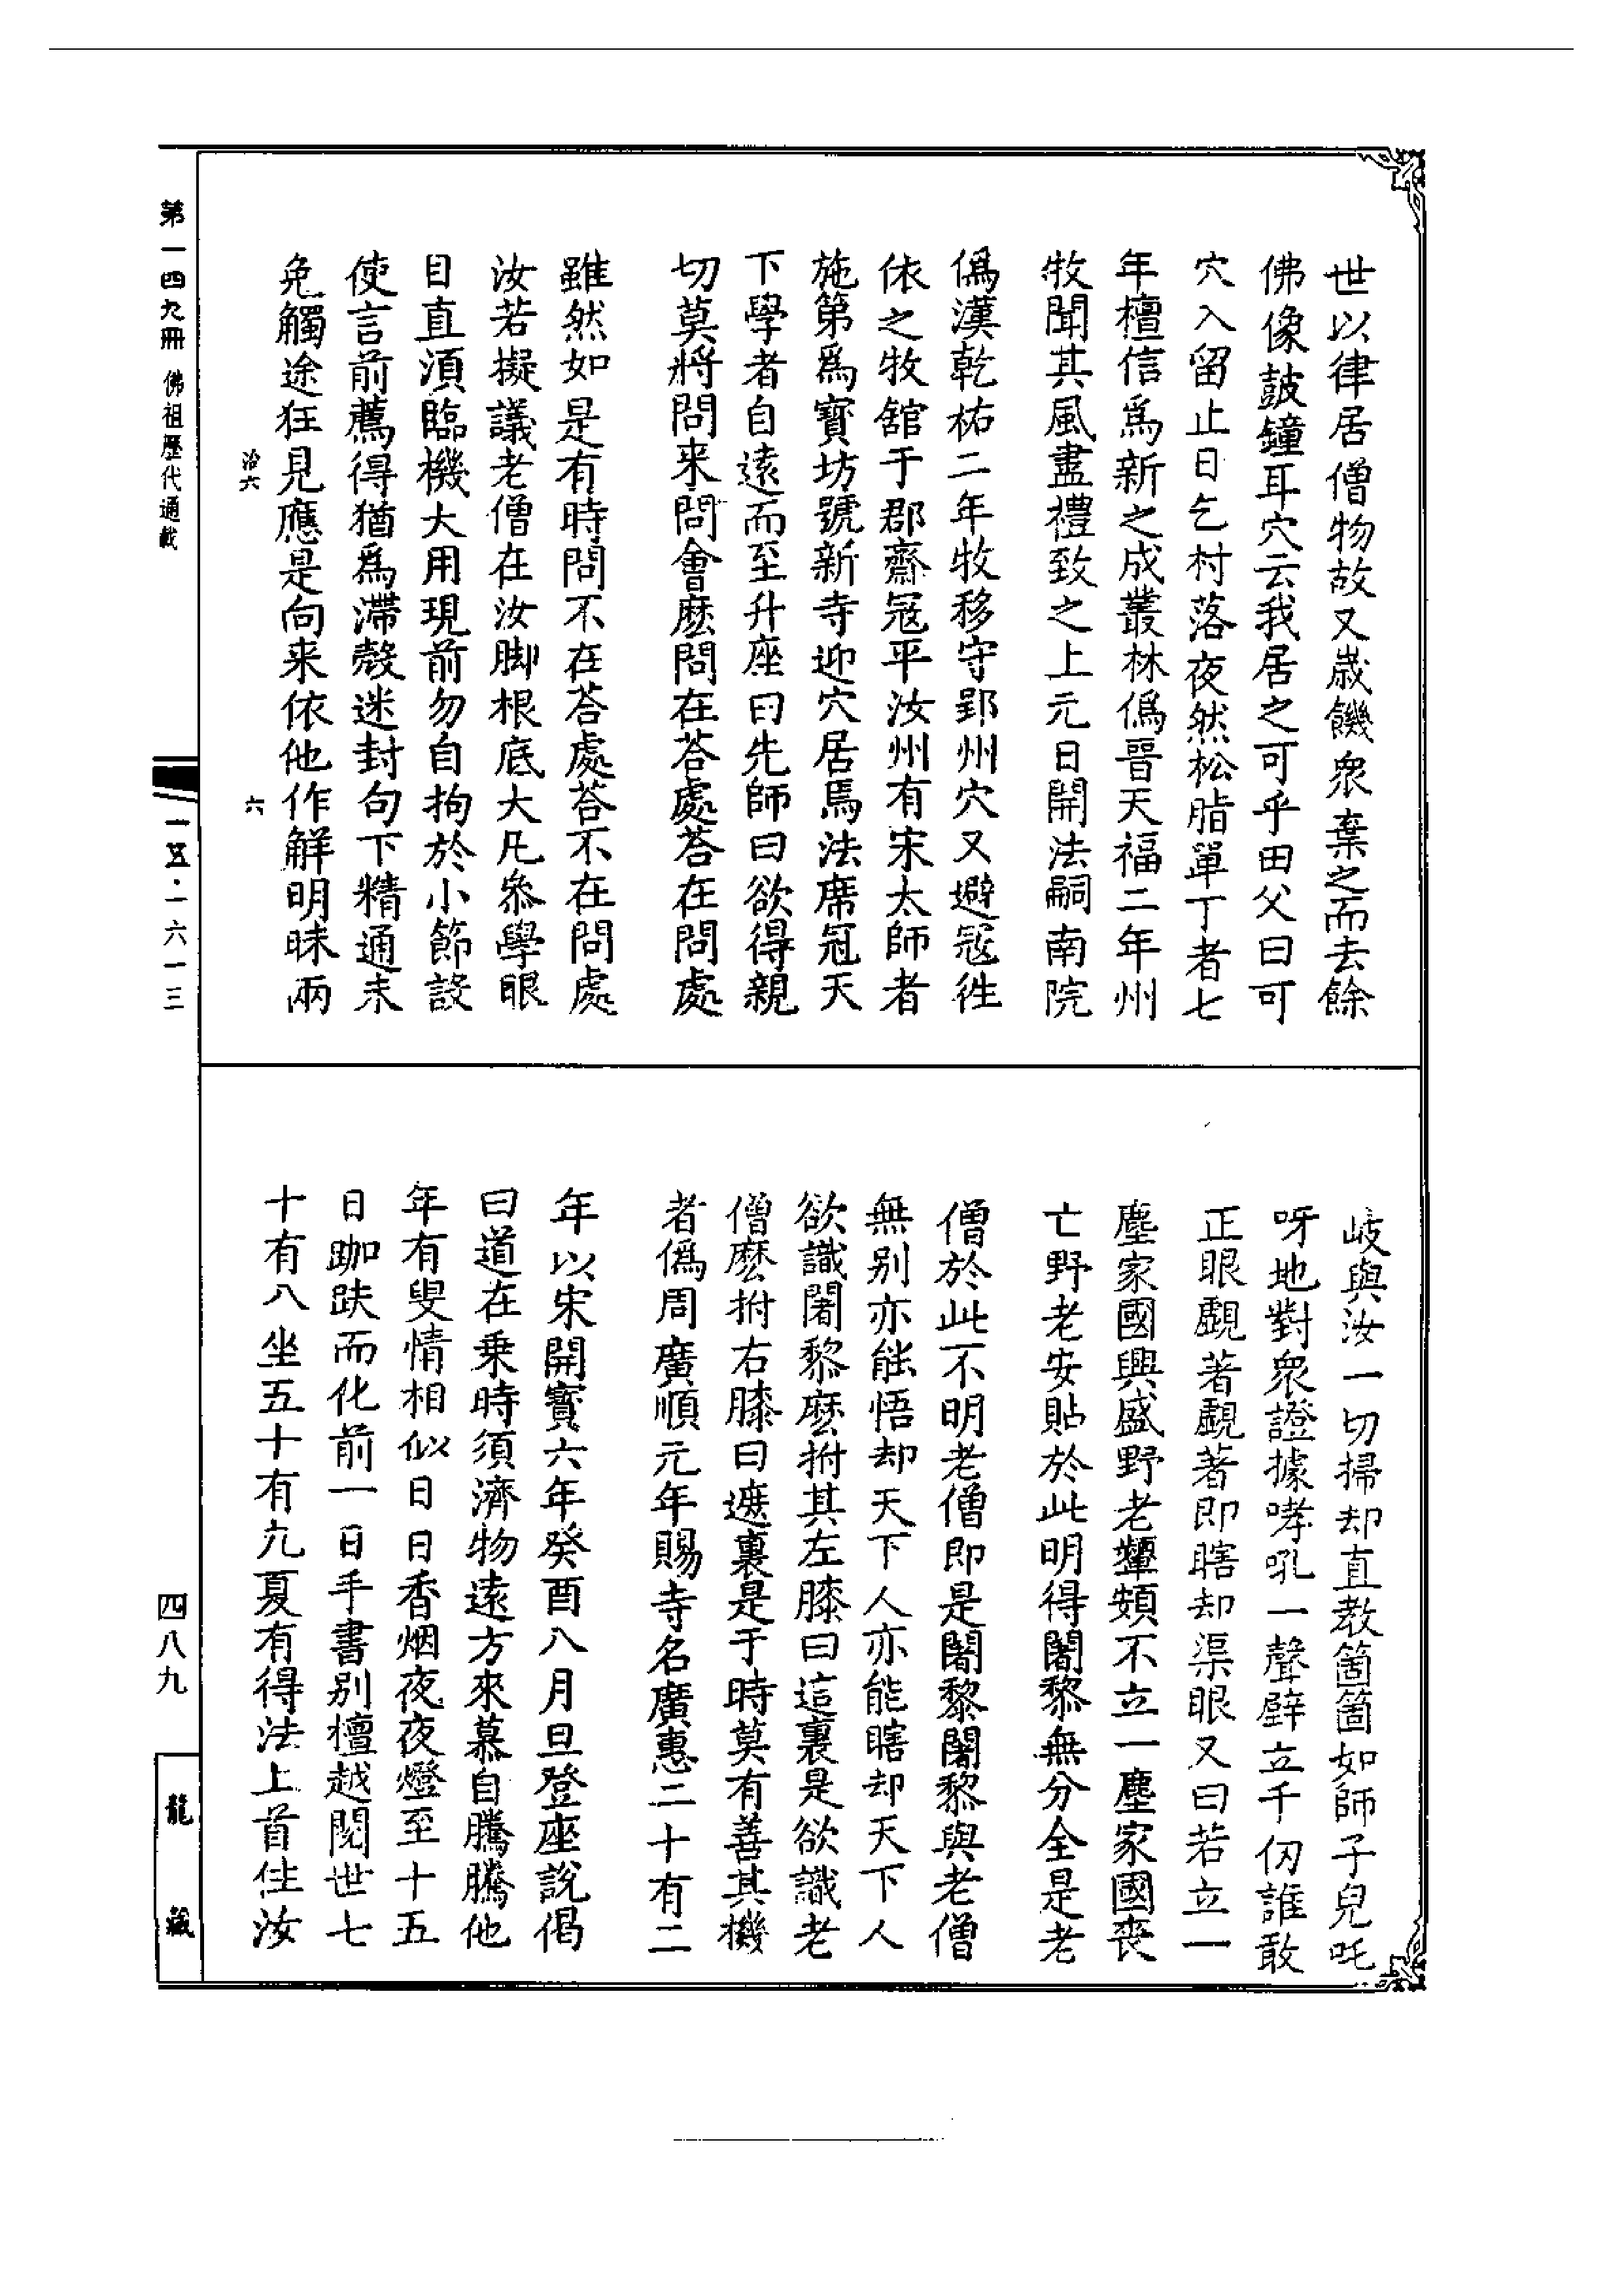 世以律居僧物故又歲饑衆棄之而去餘
佛像鼓鐘耳穴云我居之可乎田父曰可
穴入留止日乞村落夜然松脂單丁者七
年檀信爲新之成叢林僞晉天福二年州
牧聞其風盡禮致之上元日開法嗣南院
僞漢乾祐二年牧移守郢州穴又避寇徃
依之牧舘于郡齋冦平汝州有宋太師者
施第爲寶坊號新寺迎穴居焉法席冠天
下學者自遠而至升座曰先師曰欲得親
切莫將問来問會麽問在荅處荅在問處
雖然如是有時問不在荅處荅不在問處
汝若擬議老僧在汝脚根底大凡叅學眼
目直湏臨機大用現前勿自拘於小節設
使言前薦得猶爲滯殼迷封句下精通未
免觸途狂見應是向来依他作解明昧兩
岐與汝一切掃却直教箇箇如師子兒吒
呀地對衆證據哮吼一聲壁立千仞誰敢
正眼覷著覷著即瞎却渠眼又曰若立一
塵家國興盛野老顰頞不立一塵家國喪
亡野老安貼於此明得闍黎無分全是老
僧於此不明老僧即是闍黎闍黎與老僧
無别亦能悟却天下人亦能瞎却天下人
欲識闍黎麽拊其左膝曰這裏是欲識老
僧麽拊右膝曰遮裏是于時莫有善其機
者僞周廣順元年賜寺名廣惠二十有二
年以宋開寶六年癸酉八月旦登座說偈
曰道在乗時須濟物遠方來慕自騰騰他
年有叟情相似日日香烟夜夜燈至十五
日跏趺而化前一日手書别檀越閲世七
十有八坐五十有九夏有得法上首住汝
治六
六
第一四九冊 佛祖歷代通載
一五·一六一三
四八九
龍藏